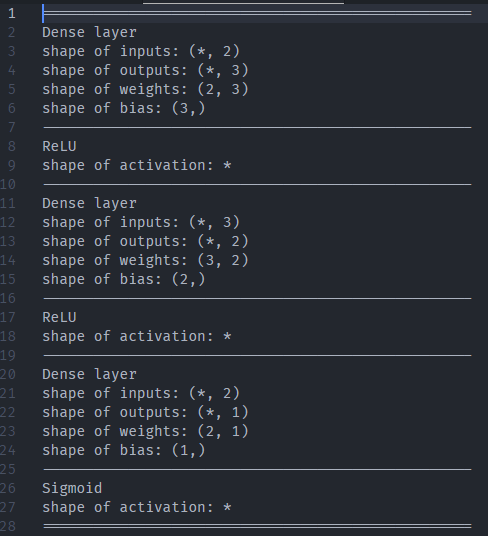 1
2 Dense layer
3 shape of inputs: (*, 2)
4 shape of outputs: (*, 3)
5 shape of weights: (2, 3)
6 shape of bias: (3,)
7
8 ReLU
9 shape of activation: *
10
11 Dense layer
12 shape of inputs: (*, 3)
13 shape of outputs: (*, 2)
14 shape of weights: (3, 2)
15 shape of bias: (2,)
16
17 ReLU
18 shape of activation: *
19
20 Dense layer
21 shape of inputs: (*, 2)
22 shape of outputs: (*, 1)
23 shape of weights: (2, 1)
24 shape of bias: (1,)
25
26 Sigmoid
27 shape of activation: *
28